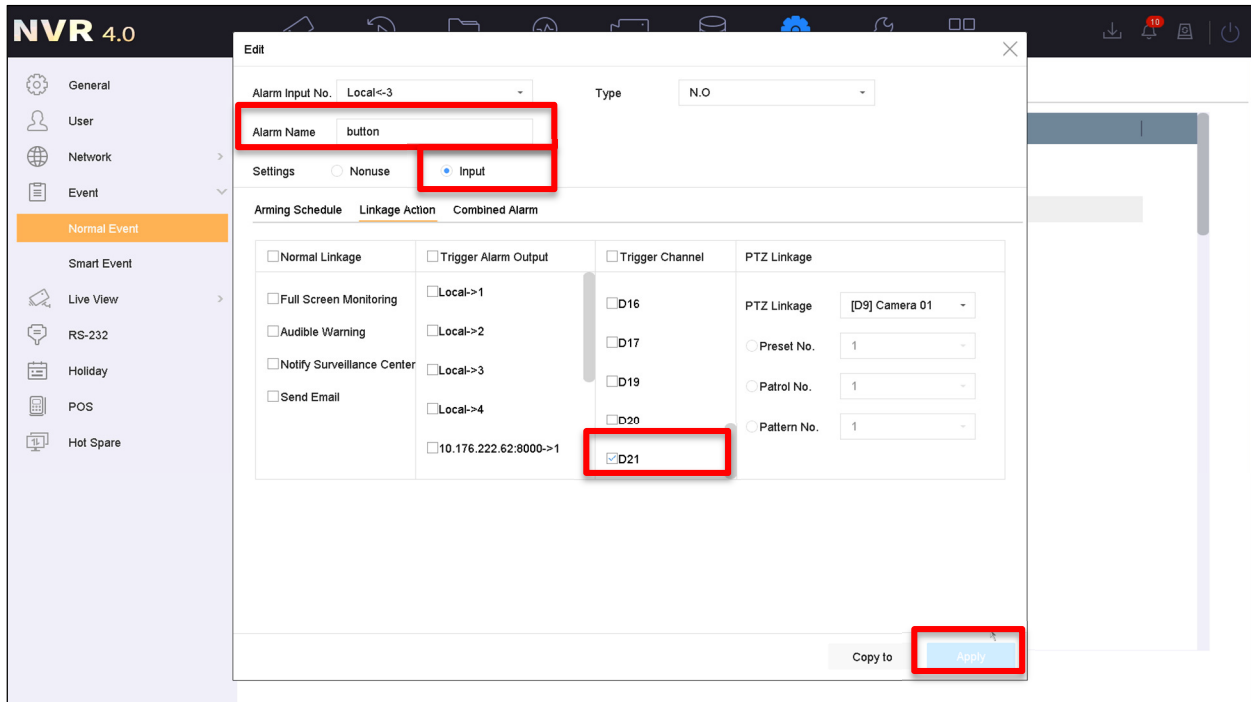 NVR 4.0
10
Edit
General
User
Network
Event
Normal Event
Smart Event
Live View
RS-232
Holiday
POS
Hot Spare
Alarm Input No. Local<-3 Type N.O
Alarm Name button
Settings Nonuse Input
Arming Schedule Linkage Action Combined Alarm
Normal Linkage Trigger Alarm Output Trigger Channel PTZ Linkage
Full Screen Monitoring
Audible Warning
Notify Surveillance Center
Send Email
Local->1
Local->2
Local->3
Local->4
10.176.222.62:8000->1
D16
D17
D19
D20
D21
PTZ Linkage [D9] Camera 01
Preset No. 1
Patrol No. 1
Pattern No. 1
Copy to Apply